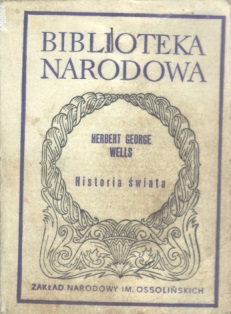 BIBLIOTEKA
NARODOWA
HERBERT GEORGE
WELLS
Historia świata
ZAKŁAD NARODOWY IM. OSSOLIŃSKICH